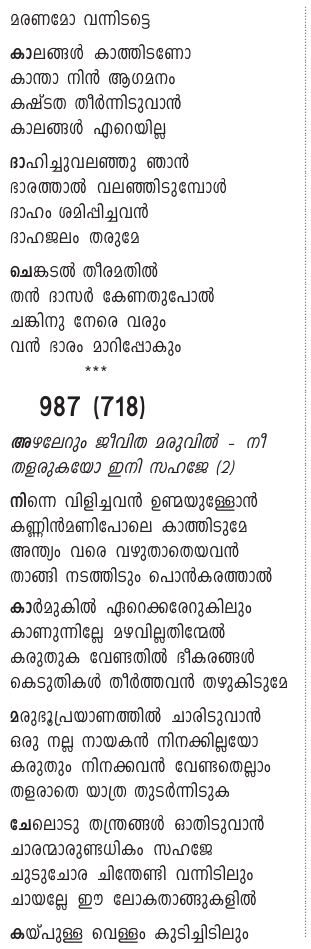 മരണമോ വന്നിടട്ടെ
കാലങ്ങൾ കാത്തിടണോ
കാന്താ നിൻ ആഗമനം
കഷ്ടത തീർന്നിടുവാൻ
കാലങ്ങൾ എറെയില്ല
ദാഹിച്ചുവലഞ്ഞു ഞാൻ
ഭാരത്താൽ വലഞ്ഞിടുമ്പോൾ
ദാഹം ശമിപ്പിച്ചവൻ
ദാഹജലം തരുമേ
ചെങ്കടൽ തീരമതിൽ
തൻ ദാസർ കേണതുപോൽ
ചങ്കിനു നേരെ വരും
വൻ ഭാരം മാറിപ്പോകും
***
987 (718)
അഴലേറും ജീവിത മരുവിൽ - നീ
തളരുകയോ ഇനി സഹജേ (2)
നിന്നെ വിളിച്ചവൻ ഉണ്മയുള്ളോൻ
കണ്ണിൻമണിപോലെ കാത്തിടുമേ
അന്ത്യം വരെ വഴുതാതെയവൻ
താങ്ങി നടത്തിടും പൊൻകരത്താൽ
കാർമുകിൽ ഏറെക്കരേറുകിലും
കാണുന്നില്ലേ മഴവില്ലതിന്മേൽ
കരുതുക വേണ്ടതിൽ ഭീകരങ്ങൾ
കെടുതികൾ തീർത്തവൻ തഴുകിടുമേ
മരുഭൂപ്രയാണത്തിൽ ചാരിടുവാൻ
ഒരു നല്ല നായകൻ നിനക്കില്ലയോ
കരുതും നിനക്കവൻ വേണ്ടതെല്ലാം
തളരാതെ യാത്ര തുടർന്നിടുക
ചേലൊടു തന്ത്രങ്ങൾ ഓതിടുവാൻ
ചാരന്മാരുണ്ടധികം സഹജേ
ചുടുചോര ചിന്തേണ്ടി വന്നിടിലും
ചായല്ലേ ഈ ലോകതാങ്ങുകളിൽ
കയ്പുള്ള വെള്ളം കുടിച്ചിടിലും